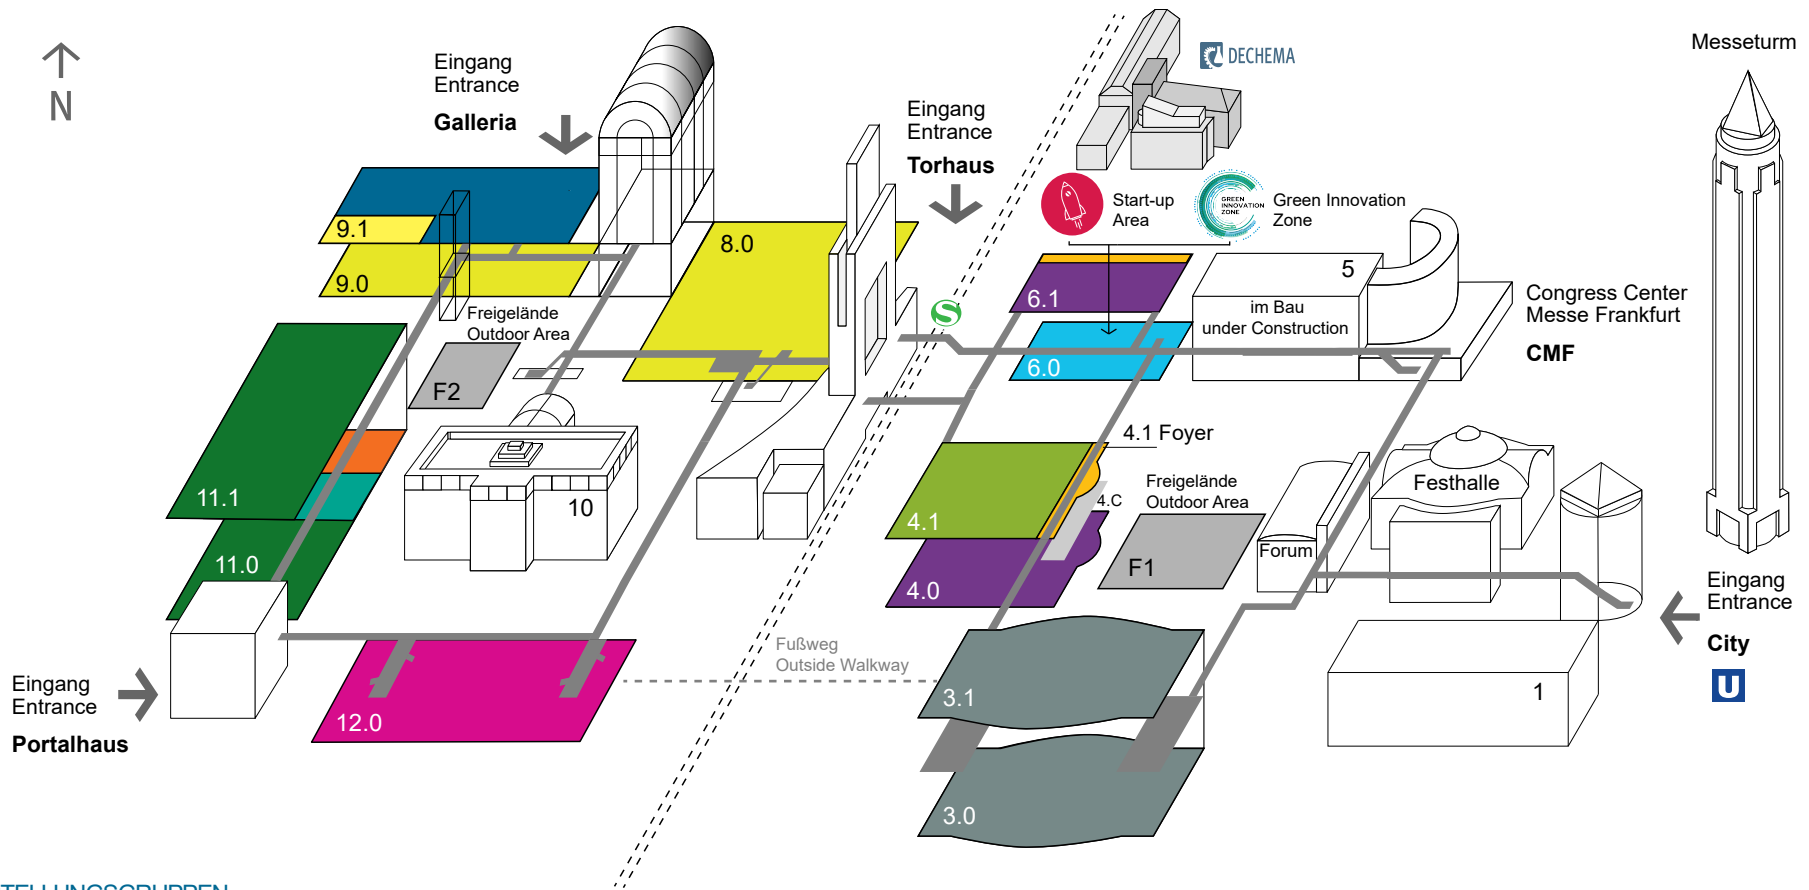 Messeturm
N
Eingang
Entrance
Galleria
DECHEMA
Eingang
Entrance
Torhaus
Start-up
Area
GREEN
INNOVATION
ZONE
Green Innovation
Zone
9.1
9.0
8.0
6.1
5
im Bau
under Construction
Congress Center
Messe Frankfurt
CMF
S
Freigelände
Outdoor Area
F2
6.0
4.1 Foyer
Freigelände
Outdoor Area
4.C
Festhalle
11.1
10
4.1
Forum
11.0
F1
4.0
Eingang
Entrance
City
U
Fußweg
Outside Walkway
Eingang
Entrance
Portalhaus
12.0
3.1
1
3.0